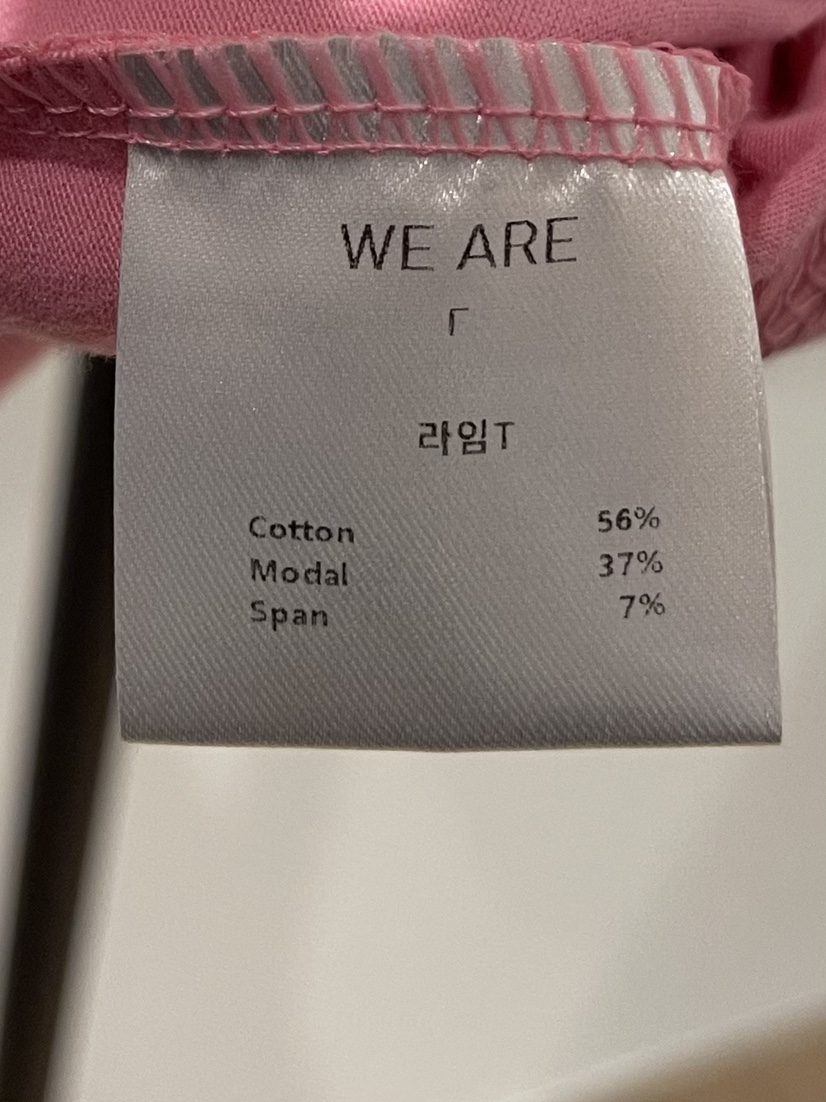 WE ARE
Γ
라임T
Cotton 56%
Modal 37%
Span 7%